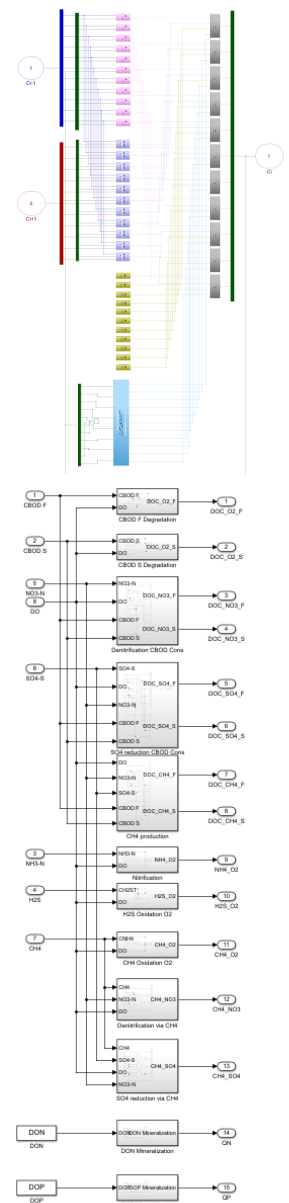 1
Ci-1
2
Ci+1
1
Ci
1
CBOD F
CBOD F
DO
DOC_O2_F
CBOD F Degradation
1
DOC_O2_F
2
CBOD S
CBOD S
DO
DOC_O2_S
CBOD S Degradation
2
DOC_O2_S
5
NO3-N
8
DO
NO3-N
DO
CBOD F
CBOD S
DOC_NO3_F
DOC_NO3_S
Denitrification CBOD Cons
3
DOC_NO3_F
4
DOC_NO3_S
6
SO4-S
SO4-S
DO
NO3-N
CBOD F
CBOD S
DOC_SO4_F
DOC_SO4_S
SO4 reduction CBOD Cons
5
DOC_SO4_F
6
DOC_SO4_S
DO
NO3-N
SO4-S
CBOD F
CBOD S
DOC_CH4_F
DOC_CH4_S
CH4 production
7
DOC_CH4_F
8
DOC_CH4_S
3
NH3-N
NH3-N
DO
NH4_O2
Nitrification
9
NH4_O2
4
H2S
CH2ST
DO
H2S_O2
H2S Oxidation O2
10
H2S_O2
7
CH4
CNH4
DO
CH4_O2
CH4 Oxidation O2
11
CH4_O2
CH4
NO3-N
DO
CH4_NO3
Denitrification via CH4
12
CH4_NO3
CH4
SO4-S
DO
NO3-N
CH4_SO4
SO4 reduction via CH4
13
CH4_SO4
DON
DON
DON Mineralization
DON Mineralization
14
QN
DOP
DOP
DOP Mineralization
15
QP